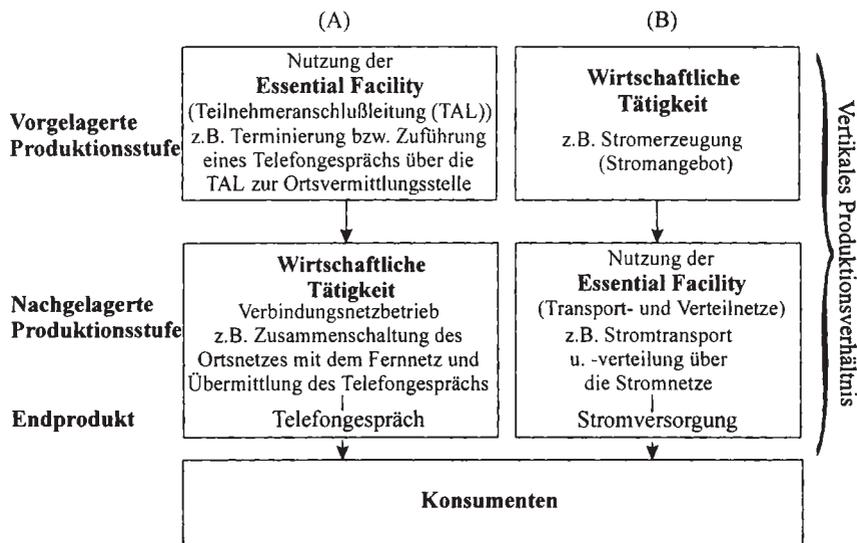 (A)
(B)
Vorgelagerte
Produktionsstufe
Nutzung der
Essential Facility
(Teilnehmeranschlußleitung (TAL))
z.B. Terminierung bzw. Zuführung
eines Telefongesprächs über die
TAL zur Ortsvermittlungsstelle
Wirtschaftliche
Tätigkeit
z.B. Stromerzeugung
(Stromangebot)
Nachgelagerte
Produktionsstufe
Wirtschaftliche
Tätigkeit
Verbindungsnetzbetrieb
z.B. Zusammenschaltung des
Ortsnetzes mit dem Fernnetz und
Übermittlung des Telefongesprächs
Nutzung der
Essential Facility
(Transport- und Verteilnetze)
z.B. Stromtransport
u. -verteilung über
die Stromnetze
Endprodukt
Telefongespräch
Stromversorgung
Konsumenten
Vertikales Produktionsverhältnis